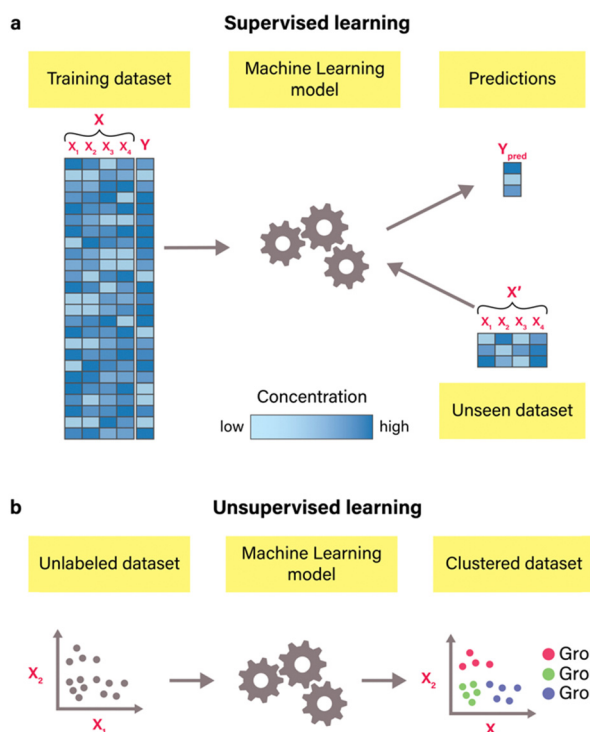 a
Supervised learning
Training dataset
Machine Learning
model
Predictions
X
X₁ X₂ X₃ X₄ Y
Y pred
X′
X₁ X₂ X₃ X₄
Unseen dataset
Concentration
low
high
b
Unsupervised learning
Unlabeled dataset
Machine Learning
model
Clustered dataset
X₂
X₁
X₂
X
Gro
Gro
Gro